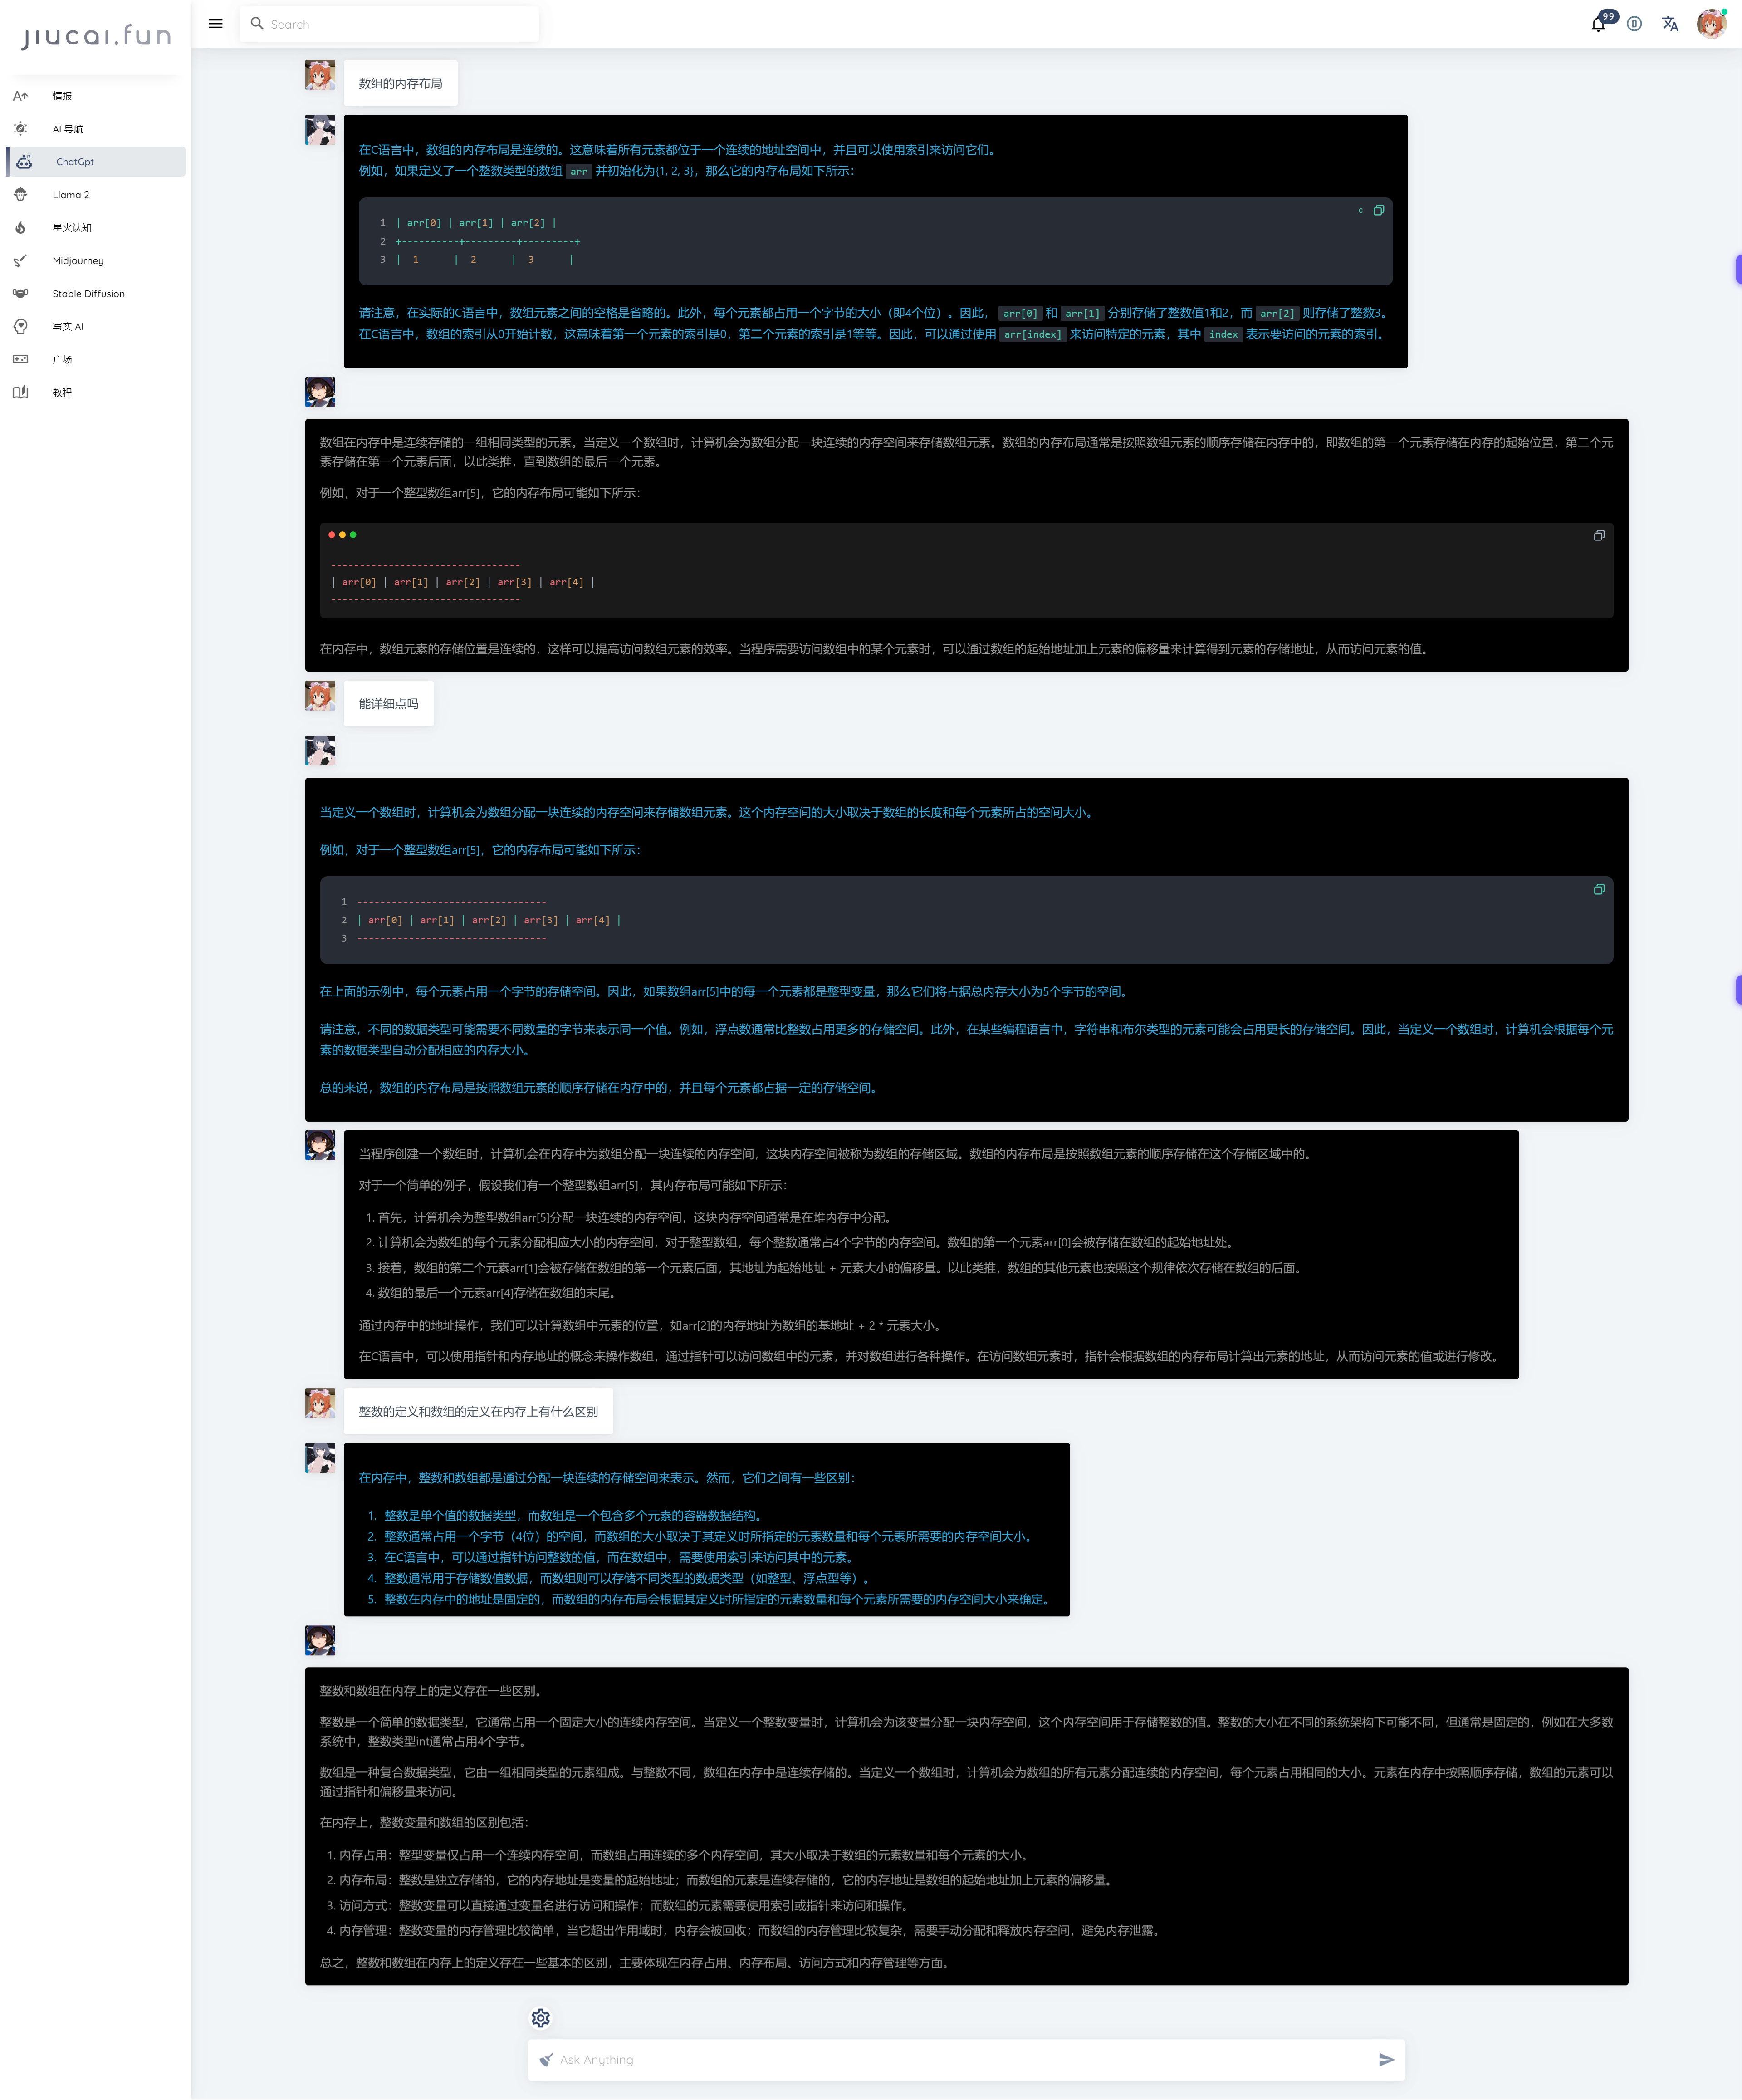 jiucai.fun
Search
99
情报
AI 导航
ChatGpt
Llama 2
星火认知
Midjourney
Stable Diffusion
写实 AI
广场
教程
数组的内存布局
在C语言中，数组的内存布局是连续的。这意味着所有元素都位于一个连续的地址空间中，并且可以使用索引来访问它们。
例如，如果定义了一个整数类型的数组 arr 并初始化为{1, 2, 3}，那么它的内存布局如下所示：
c
1 | arr[0] | arr[1] | arr[2] |
2 +----------+---------+---------+
3 |  1      |  2      |  3      |
请注意，在实际的C语言中，数组元素之间的空格是省略的。此外，每个元素都占用一个字节的大小（即4个位）。因此， arr[0] 和 arr[1] 分别存储了整数值1和2，而 arr[2] 则存储了整数3。
在C语言中，数组的索引从0开始计数，这意味着第一个元素的索引是0，第二个元素的索引是1等等。因此，可以通过使用 arr[index] 来访问特定的元素，其中 index 表示要访问的元素的索引。
数组在内存中是连续存储的一组相同类型的元素。当定义一个数组时，计算机会为数组分配一块连续的内存空间来存储数组元素。数组的内存布局通常是按照数组元素的顺序存储在内存中的，即数组的第一个元素存储在内存的起始位置，第二个元
素存储在第一个元素后面，以此类推，直到数组的最后一个元素。
例如，对于一个整型数组arr[5]，它的内存布局可能如下所示：
---------------------------------
| arr[0] | arr[1] | arr[2] | arr[3] | arr[4] |
---------------------------------
在内存中，数组元素的存储位置是连续的，这样可以提高访问数组元素的效率。当程序需要访问数组中的某个元素时，可以通过数组的起始地址加上元素的偏移量来计算得到元素的存储地址，从而访问元素的值。
能详细点吗
当定义一个数组时，计算机会为数组分配一块连续的内存空间来存储数组元素。这个内存空间的大小取决于数组的长度和每个元素所占的空间大小。
例如，对于一个整型数组arr[5]，它的内存布局可能如下所示：
1 ---------------------------------
2 | arr[0] | arr[1] | arr[2] | arr[3] | arr[4] |
3 ---------------------------------
在上面的示例中，每个元素占用一个字节的存储空间。因此，如果数组arr[5]中的每一个元素都是整型变量，那么它们将占据总内存大小为5个字节的空间。
请注意，不同的数据类型可能需要不同数量的字节来表示同一个值。例如，浮点数通常比整数占用更多的存储空间。此外，在某些编程语言中，字符串和布尔类型的元素可能会占用更长的存储空间。因此，当定义一个数组时，计算机会根据每个元
素的数据类型自动分配相应的内存大小。
总的来说，数组的内存布局是按照数组元素的顺序存储在内存中的，并且每个元素都占据一定的存储空间。
当程序创建一个数组时，计算机会在内存中为数组分配一块连续的内存空间，这块内存空间被称为数组的存储区域。数组的内存布局是按照数组元素的顺序存储在这个存储区域中的。
对于一个简单的例子，假设我们有一个整型数组arr[5]，其内存布局可能如下所示：
1. 首先，计算机会为整型数组arr[5]分配一块连续的内存空间，这块内存空间通常是在堆内存中分配。
2. 计算机会为数组的每个元素分配相应大小的内存空间，对于整型数组，每个整数通常占4个字节的内存空间。数组的第一个元素arr[0]会被存储在数组的起始地址处。
3. 接着，数组的第二个元素arr[1]会被存储在数组的第一个元素后面，其地址为起始地址 + 元素大小的偏移量。以此类推，数组的其他元素也按照这个规律依次存储在数组的后面。
4. 数组的最后一个元素arr[4]存储在数组的末尾。
通过内存中的地址操作，我们可以计算数组中元素的位置，如arr[2]的内存地址为数组的基地址 + 2 * 元素大小。
在C语言中，可以使用指针和内存地址的概念来操作数组，通过指针可以访问数组中的元素，并对数组进行各种操作。在访问数组元素时，指针会根据数组的内存布局计算出元素的地址，从而访问元素的值或进行修改。
整数的定义和数组的定义在内存上有什么区别
在内存中，整数和数组都是通过分配一块连续的存储空间来表示。然而，它们之间有一些区别：
1. 整数是单个值的数据类型，而数组是一个包含多个元素的容器数据结构。
2. 整数通常占用一个字节（4位）的空间，而数组的大小取决于其定义时所指定的元素数量和每个元素所需要的内存空间大小。
3. 在C语言中，可以通过指针访问整数的值，而在数组中，需要使用索引来访问其中的元素。
4. 整数通常用于存储数值数据，而数组则可以存储不同类型的数据类型（如整型、浮点型等）。
5. 整数在内存中的地址是固定的，而数组的内存布局会根据其定义时所指定的元素数量和每个元素所需要的内存空间大小来确定。
整数和数组在内存上的定义存在一些区别。
整数是一个简单的数据类型，它通常占用一个固定大小的连续内存空间。当定义一个整数变量时，计算机会为该变量分配一块内存空间，这个内存空间用于存储整数的值。整数的大小在不同的系统架构下可能不同，但通常是固定的，例如在大多数
系统中，整数类型int通常占用4个字节。
数组是一种复合数据类型，它由一组相同类型的元素组成。与整数不同，数组在内存中是连续存储的。当定义一个数组时，计算机会为数组的所有元素分配连续的内存空间，每个元素占用相同的大小。元素在内存中按照顺序存储，数组的元素可以
通过指针和偏移量来访问。
在内存上，整数变量和数组的区别包括：
1. 内存占用：整型变量仅占用一个连续内存空间，而数组占用连续的多个内存空间，其大小取决于数组的元素数量和每个元素的大小。
2. 内存布局：整数是独立存储的，它的内存地址是变量的起始地址；而数组的元素是连续存储的，它的内存地址是数组的起始地址加上元素的偏移量。
3. 访问方式：整数变量可以直接通过变量名进行访问和操作；而数组的元素需要使用索引或指针来访问和操作。
4. 内存管理：整数变量的内存管理比较简单，当它超出作用域时，内存会被回收；而数组的内存管理比较复杂，需要手动分配和释放内存空间，避免内存泄露。
总之，整数和数组在内存上的定义存在一些基本的区别，主要体现在内存占用、内存布局、访问方式和内存管理等方面。
Ask Anything